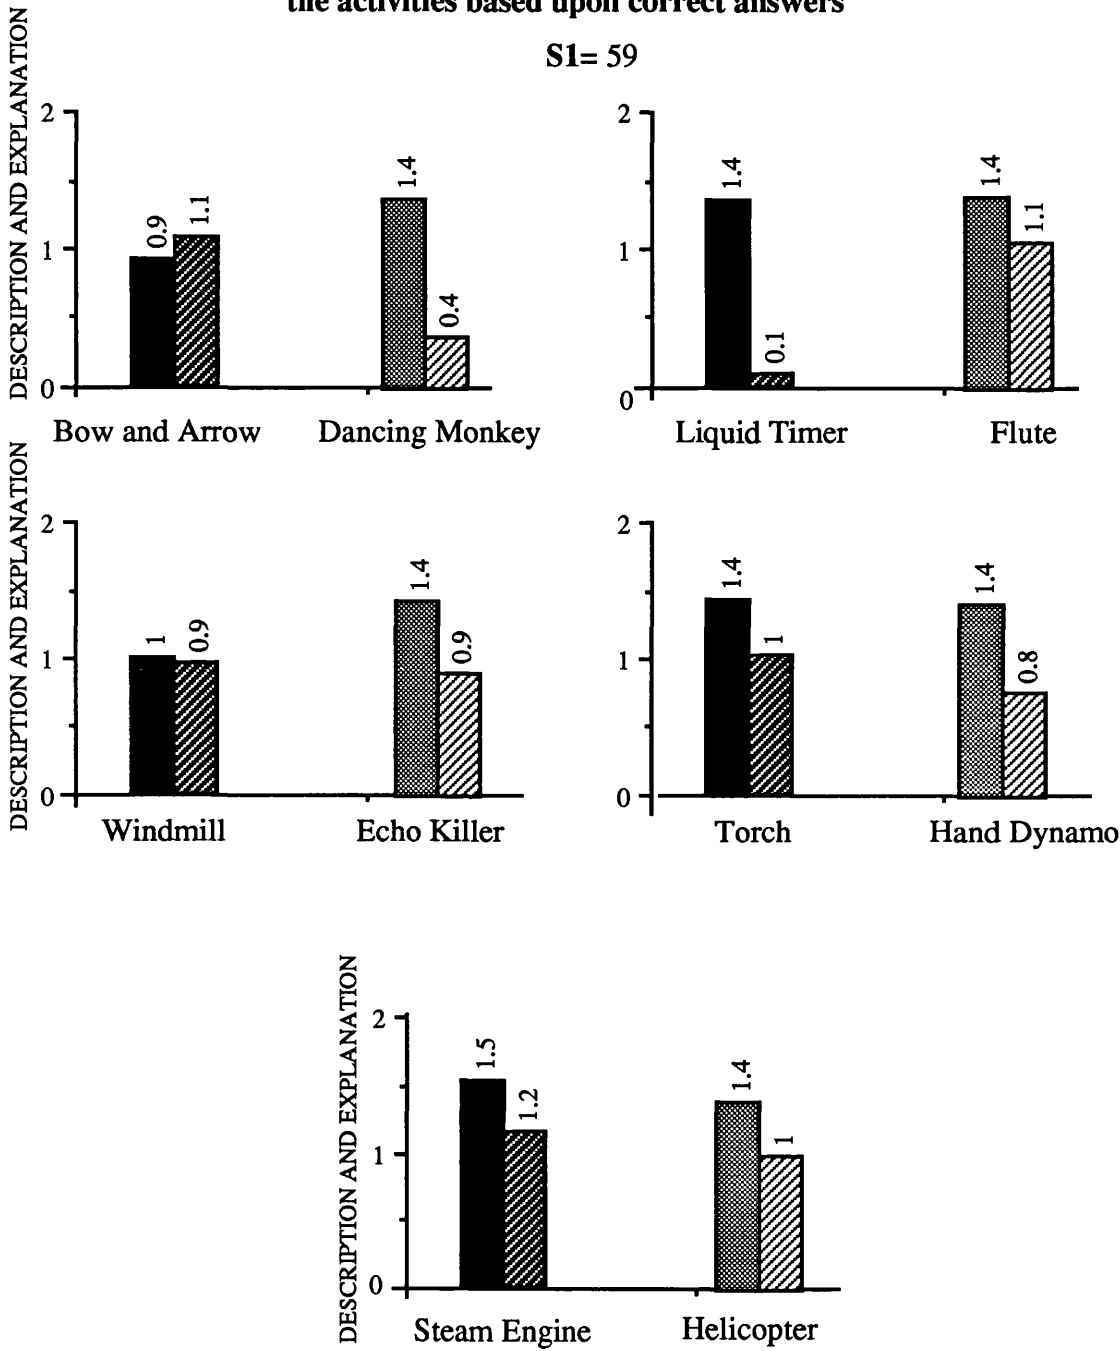 the activities based upon correct answers
S1= 59
DESCRIPTION AND EXPLANATION
2
1
0
0.9
1.1
1.4
0.4
Bow and Arrow
Dancing Monkey
2
1
0
1.4
0.1
1.4
1.1
Liquid Timer
Flute
DESCRIPTION AND EXPLANATION
2
1
0
1
0.9
1.4
0.9
Windmill
Echo Killer
2
1
0
1.4
1
1.4
0.8
Torch
Hand Dynamo
DESCRIPTION AND EXPLANATION
2
1
0
1.5
1.2
1.4
1
Steam Engine
Helicopter